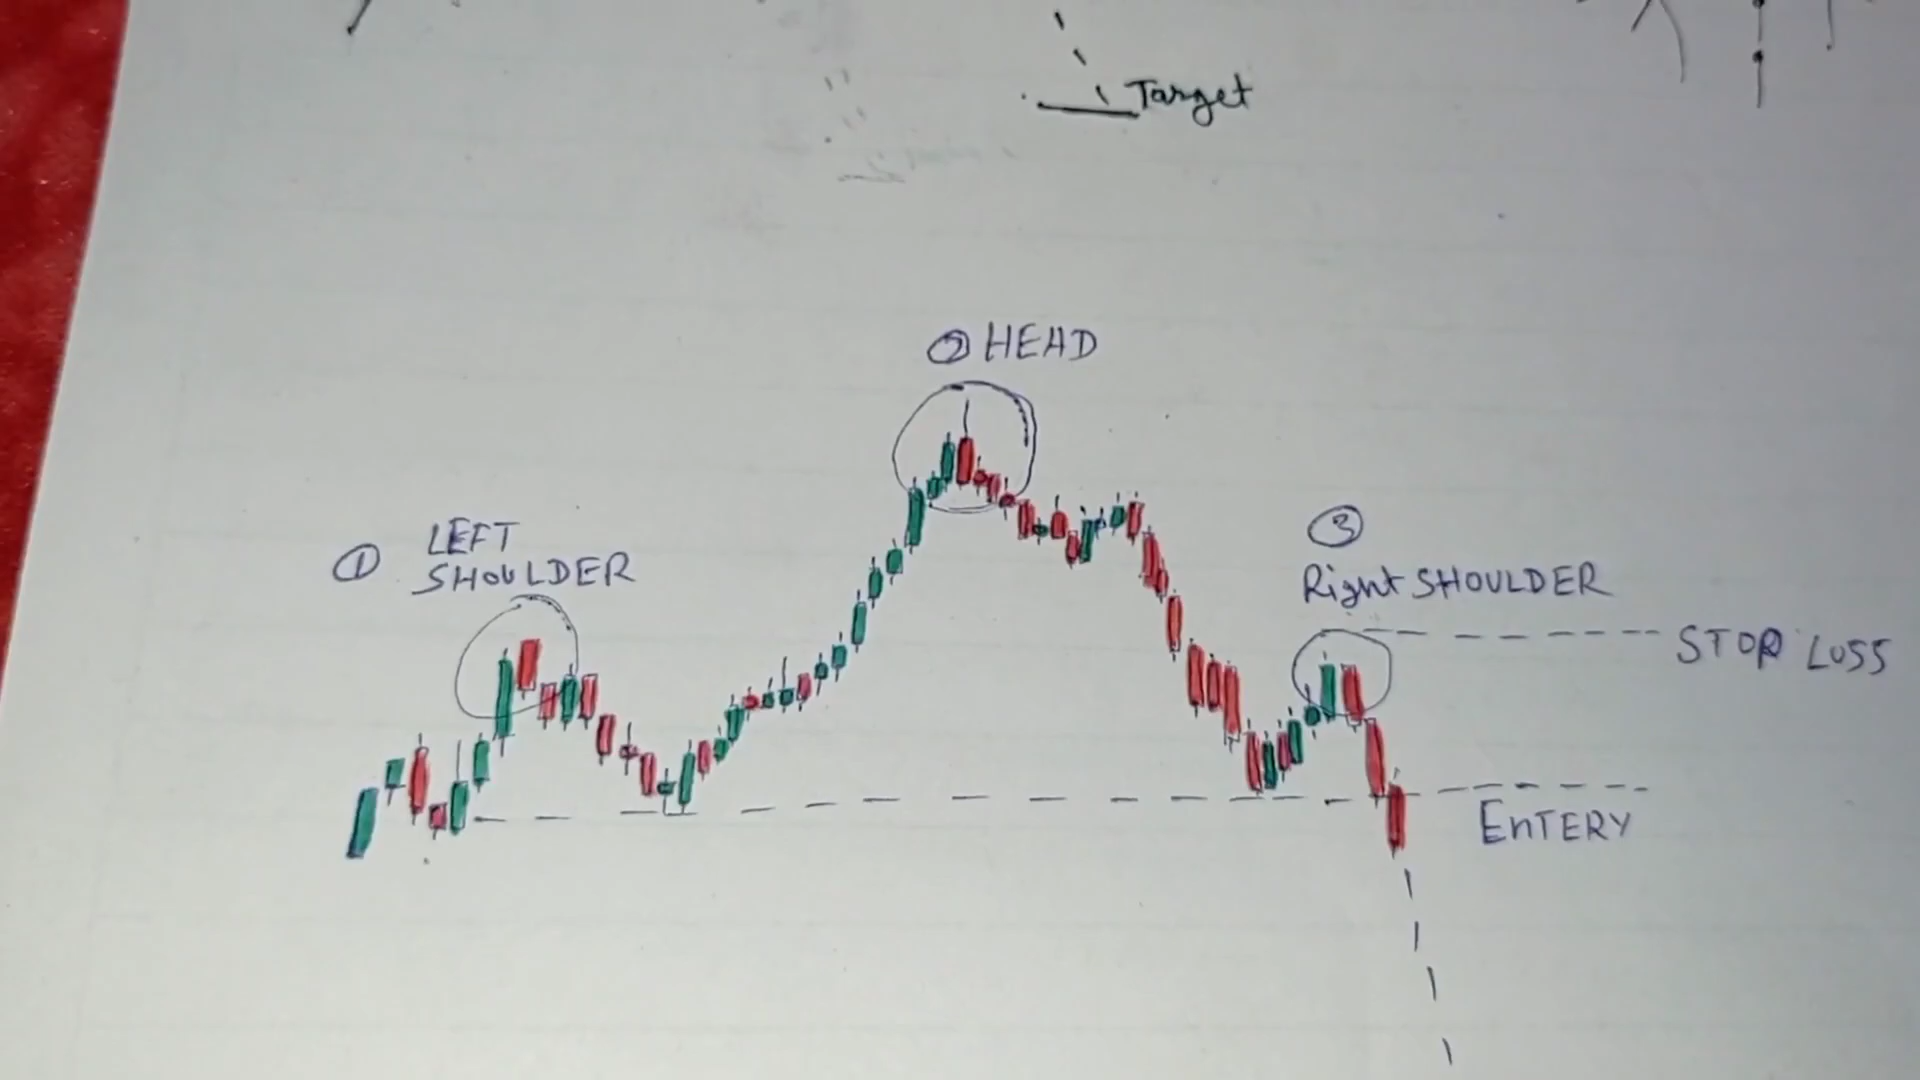 Target
② HEAD
① LEFT
SHOULDER
③
Right SHOULDER
STOP LOSS
ENTERY